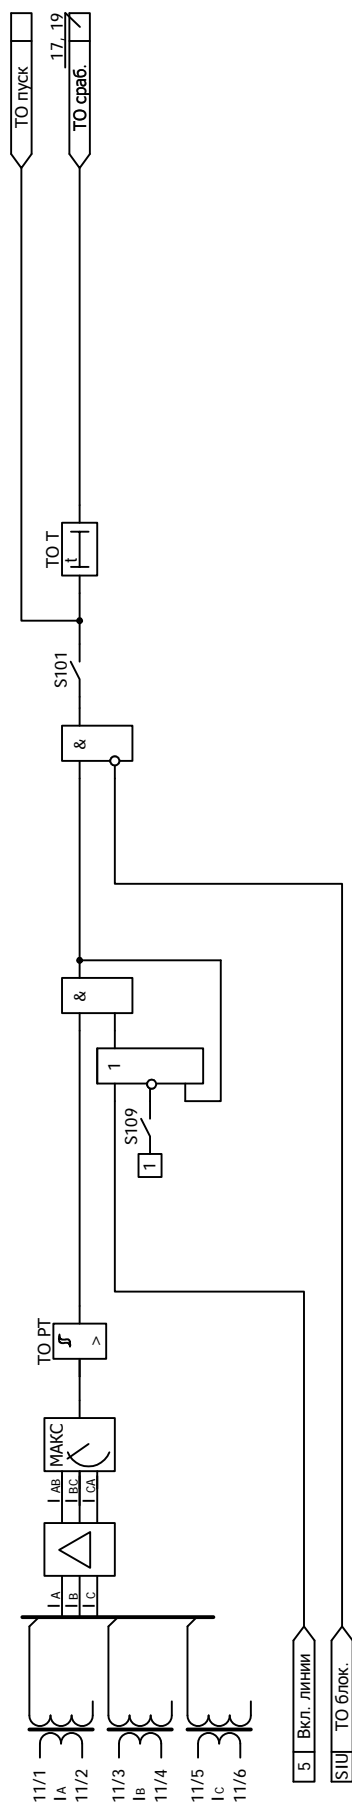 ТО пуск
17, 19
ТО сраб.
ТО Т
t
S101
&
&
1
S109
1
ТО РТ
>
МАКС
I AB
I BC
I CA
I A
I B
I C
11/1
I A
11/2
11/3
I B
11/4
11/5
I C
11/6
5 Вкл. линии
SIU ТО блок.